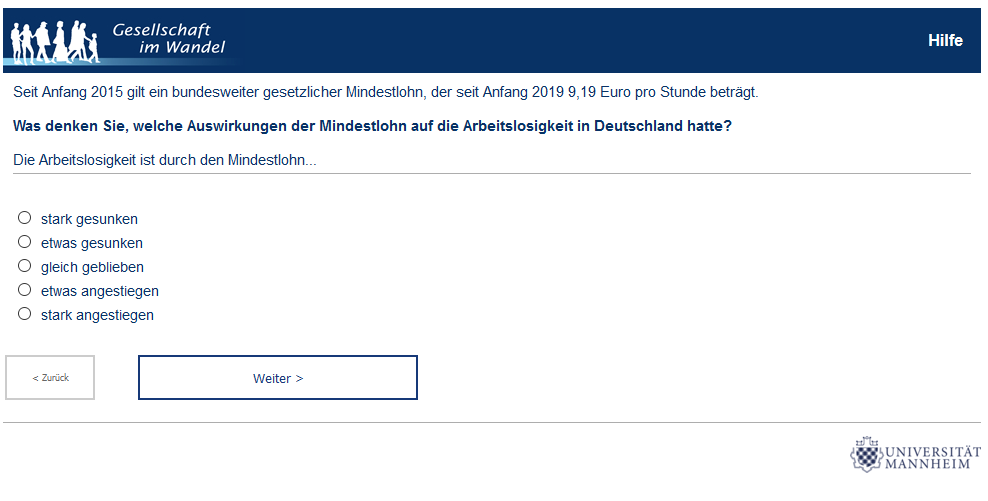 Gesellschaft
im Wandel
Hilfe
Seit Anfang 2015 gilt ein bundesweiter gesetzlicher Mindestlohn, der seit Anfang 2019 9,19 Euro pro Stunde beträgt.
Was denken Sie, welche Auswirkungen der Mindestlohn auf die Arbeitslosigkeit in Deutschland hatte?
Die Arbeitslosigkeit ist durch den Mindestlohn...
stark gesunken
etwas gesunken
gleich geblieben
etwas angestiegen
stark angestiegen
< Zurück
Weiter >
UNIVERSITÄT
MANNHEIM